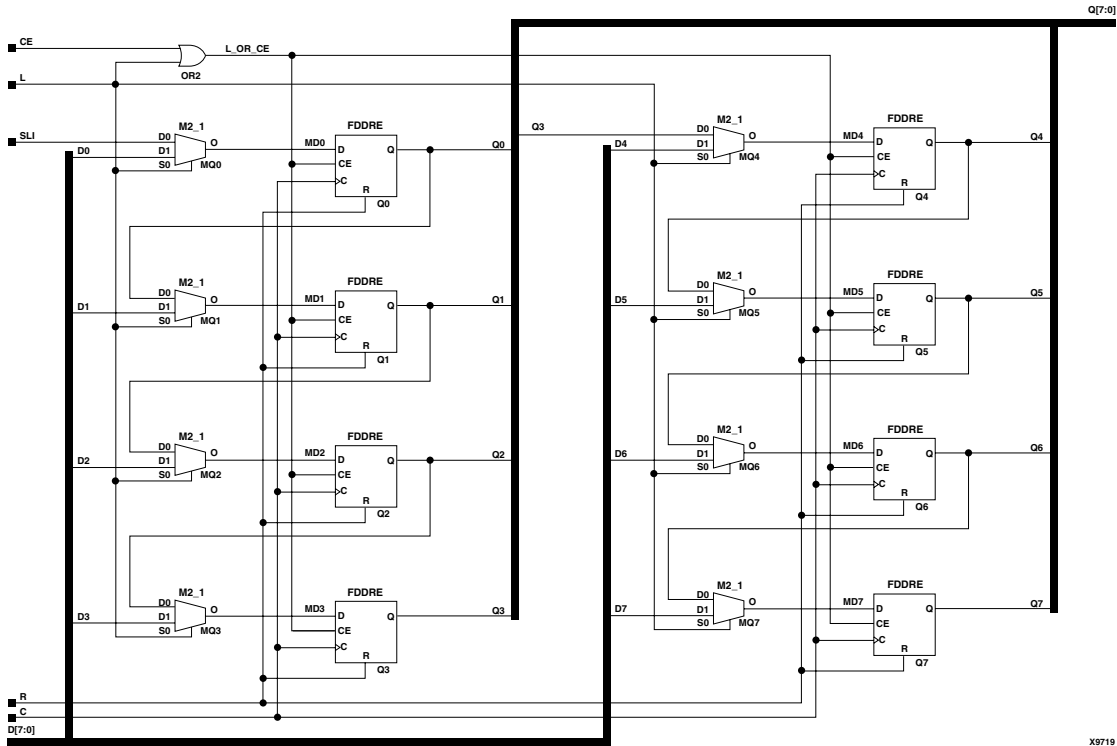 Q[7:0]
CE
L_OR_CE
OR2
L
SLI
D0
M2_1
D0
D1
S0
O
MQ0
MD0
FDDRE
D
CE
C
R
Q
Q0
Q0
D1
M2_1
D0
D1
S0
O
MQ1
MD1
FDDRE
D
CE
C
R
Q
Q1
Q1
D2
M2_1
D0
D1
S0
O
MQ2
MD2
FDDRE
D
CE
C
R
Q
Q2
Q2
D3
M2_1
D0
D1
S0
O
MQ3
MD3
FDDRE
D
CE
C
R
Q
Q3
Q3
Q3
D4
M2_1
D0
D1
S0
O
MQ4
MD4
FDDRE
D
CE
C
R
Q
Q4
Q4
D5
M2_1
D0
D1
S0
O
MQ5
MD5
FDDRE
D
CE
C
R
Q
Q5
Q5
D6
M2_1
D0
D1
S0
O
MQ6
MD6
FDDRE
D
CE
C
R
Q
Q6
Q6
D7
M2_1
D0
D1
S0
O
MQ7
MD7
FDDRE
D
CE
C
R
Q
Q7
Q7
R
C
D[7:0]
X9719